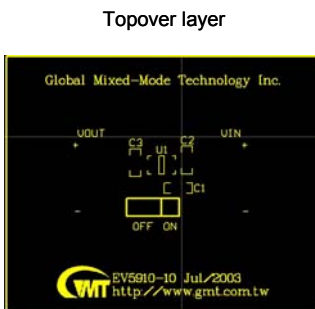 Topover layer
Global Mixed-Mode Technology Inc.
VOUT VIN
C3 C2
U1
C1
OFF ON
GMT EV5910-10 Jul/2003
http://www.gmt.com.tw